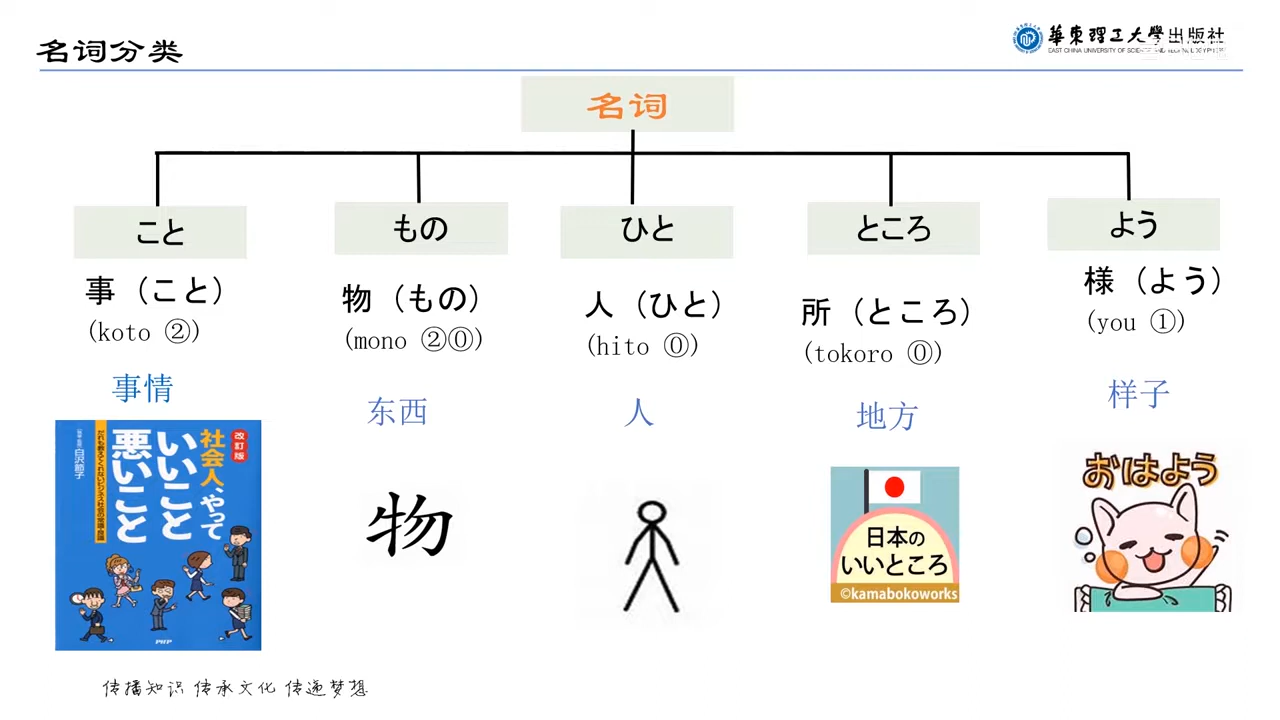 名词分类
華東理工大學出版社
名词
こと
もの
ひと
ところ
よう
事（こと）
(koto ②)
事情
物（もの）
(mono ②⓪)
东西
人（ひと）
(hito ⓪)
人
所（ところ）
(tokoro ⓪)
地方
様（よう）
(you ①)
样子
改訂版
社会人、やって
いいこと
悪いこと
PHP
物
日本の
いいところ
©kamabokoworks
おはよう
传播知识 传承文化 传递梦想